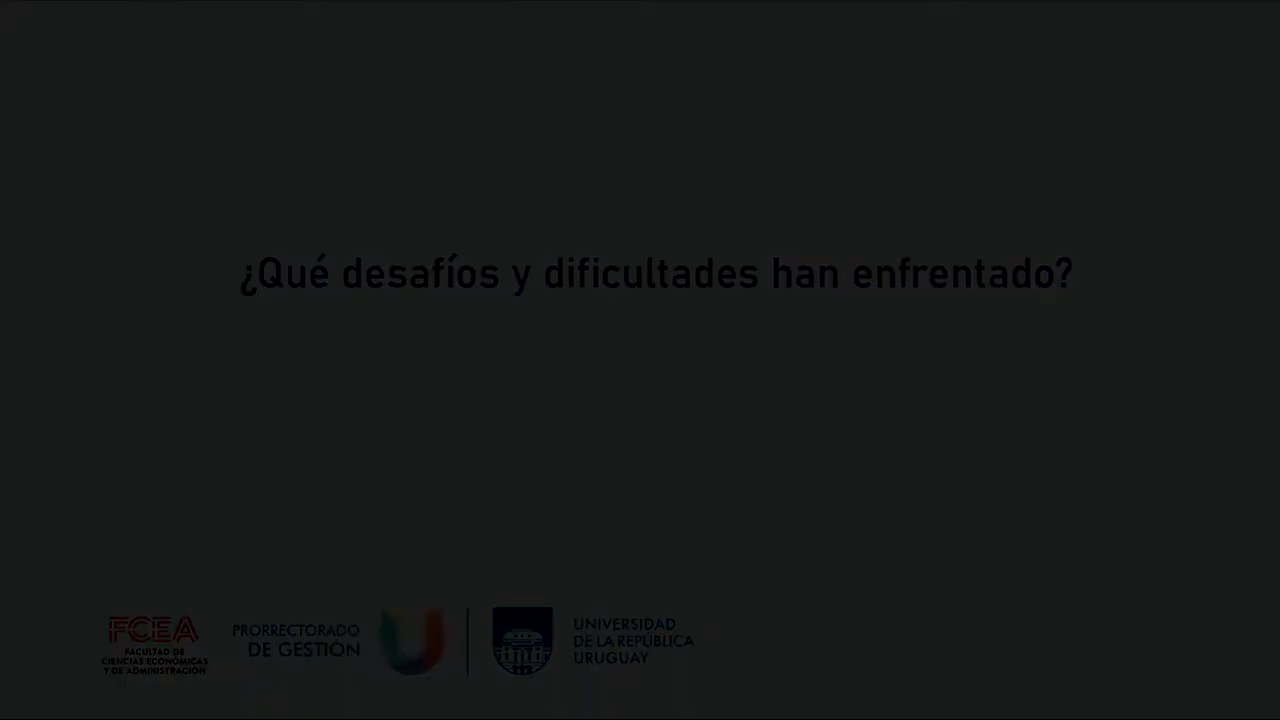 ¿Qué desafíos y dificultades han enfrentado?
FCEA
FACULTAD DE
CIENCIAS ECONÓMICAS
Y DE ADMINISTRACIÓN
PRORRECTORADO
DE GESTIÓN
UNIVERSIDAD
DE LA REPÚBLICA
URUGUAY